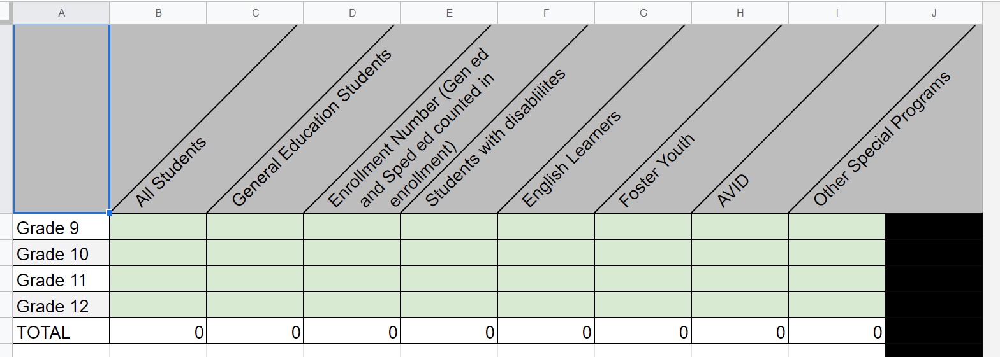 A B C D E F G H I J
All Students
General Education Students
Enrollment Number (Gen ed
and Sped ed counted in
enrollment)
Students with disablilites
English Learners
Foster Youth
AVID
Other Special Programs
Grade 9
Grade 10
Grade 11
Grade 12
TOTAL 0 0 0 0 0 0 0 0